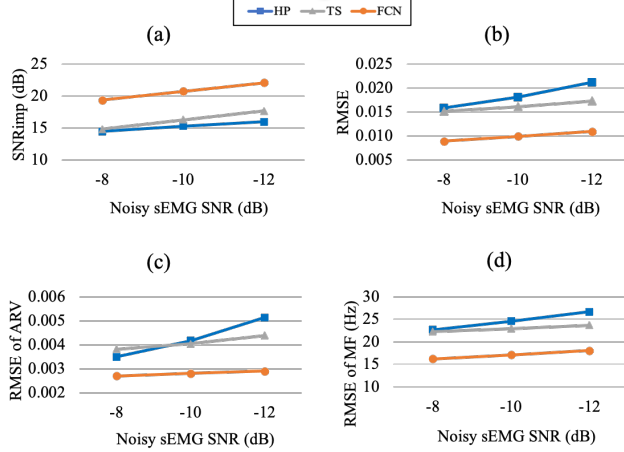 HP TS FCN
(a)
SNRimp (dB)
25
20
15
10
-8 -10 -12
Noisy sEMG SNR (dB)
(b)
RMSE
0.025
0.020
0.015
0.010
0.005
-8 -10 -12
Noisy sEMG SNR (dB)
(c)
RMSE of ARV
0.006
0.005
0.004
0.003
0.002
-8 -10 -12
Noisy sEMG SNR (dB)
(d)
RMSE of MF (Hz)
30
25
20
15
10
-8 -10 -12
Noisy sEMG SNR (dB)